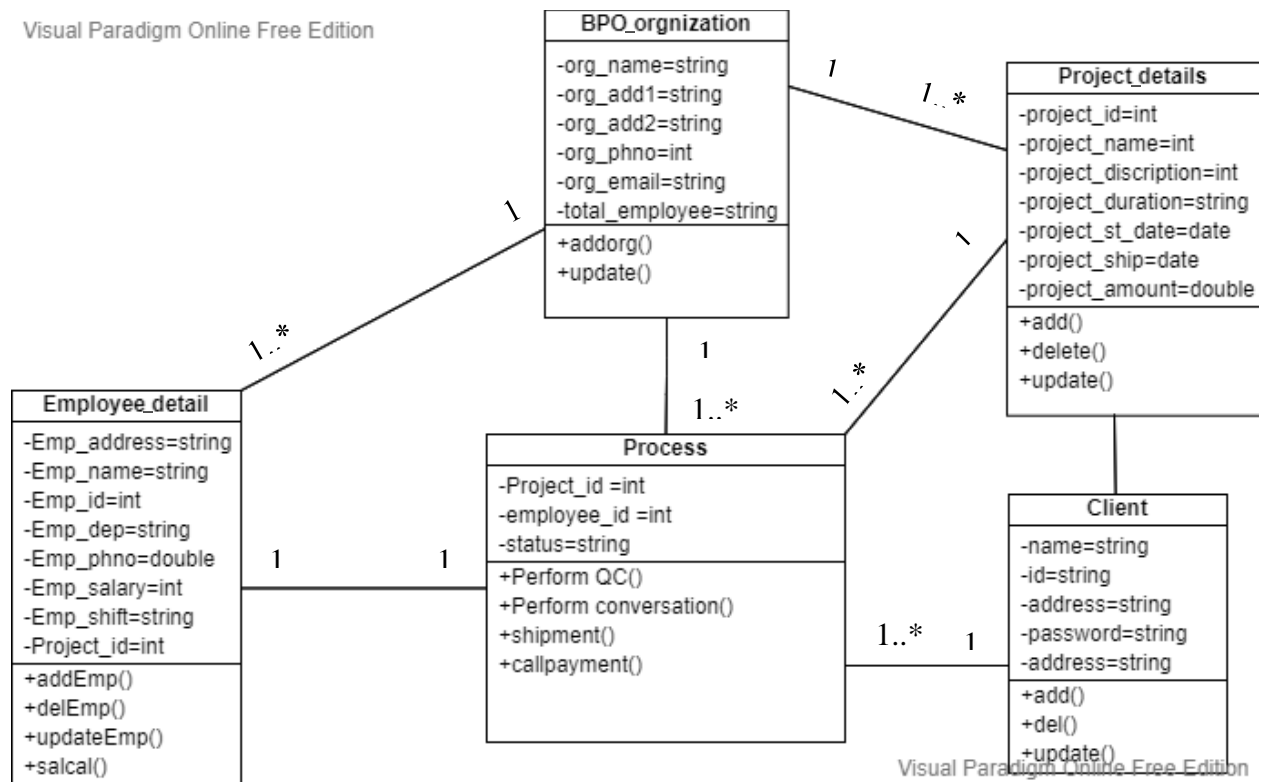 Visual Paradigm Online Free Edition
BPO_orgnization
-org_name=string
-org_add1=string
-org_add2=string
-org_phno=int
-org_email=string
-total_employee=string
+addorg()
+update()
1
1..*
Project_details
-project_id=int
-project_name=int
-project_discription=int
-project_duration=string
-project_st_date=date
-project_ship=date
-project_amount=double
+add()
+delete()
+update()
1
1..*
1
1..*
1
1..*
Employee_detail
-Emp_address=string
-Emp_name=string
-Emp_id=int
-Emp_dep=string
-Emp_phno=double
-Emp_salary=int
-Emp_shift=string
-Project_id=int
+addEmp()
+delEmp()
+updateEmp()
+salcal()
1
1
Process
-Project_id =int
-employee_id =int
-status=string
+Perform QC()
+Perform conversation()
+shipment()
+callpayment()
1..*
1
Client
-name=string
-id=string
-address=string
-password=string
-address=string
+add()
+del()
+update()
Visual Paradigm Online Free Edition